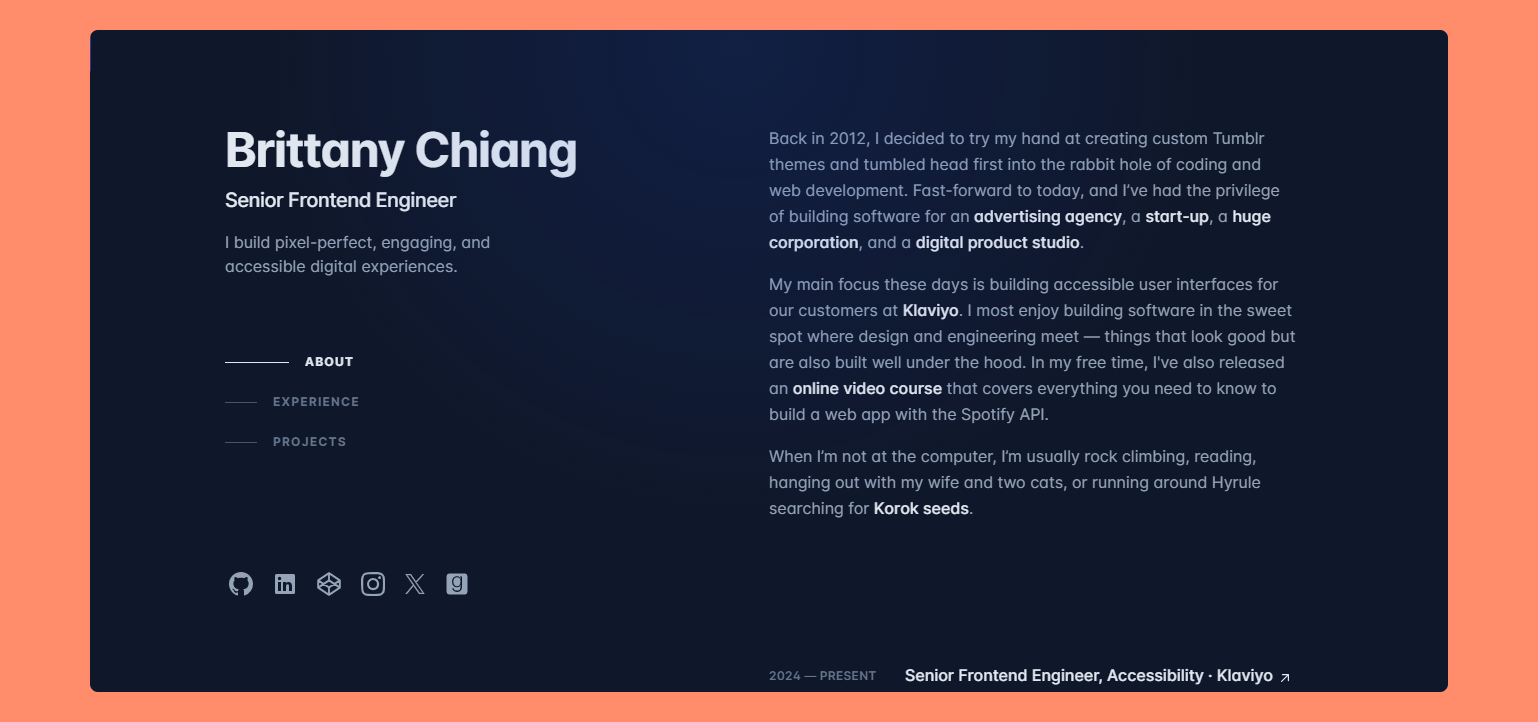 Brittany Chiang
Senior Frontend Engineer
I build pixel-perfect, engaging, and
accessible digital experiences.
ABOUT
EXPERIENCE
PROJECTS
Back in 2012, I decided to try my hand at creating custom Tumblr
themes and tumbled head first into the rabbit hole of coding and
web development. Fast-forward to today, and I’ve had the privilege
of building software for an advertising agency, a start-up, a huge
corporation, and a digital product studio.
My main focus these days is building accessible user interfaces for
our customers at Klaviyo. I most enjoy building software in the sweet
spot where design and engineering meet — things that look good but
are also built well under the hood. In my free time, I've also released
an online video course that covers everything you need to know to
build a web app with the Spotify API.
When I’m not at the computer, I’m usually rock climbing, reading,
hanging out with my wife and two cats, or running around Hyrule
searching for Korok seeds.
2024 — PRESENT
Senior Frontend Engineer, Accessibility · Klaviyo